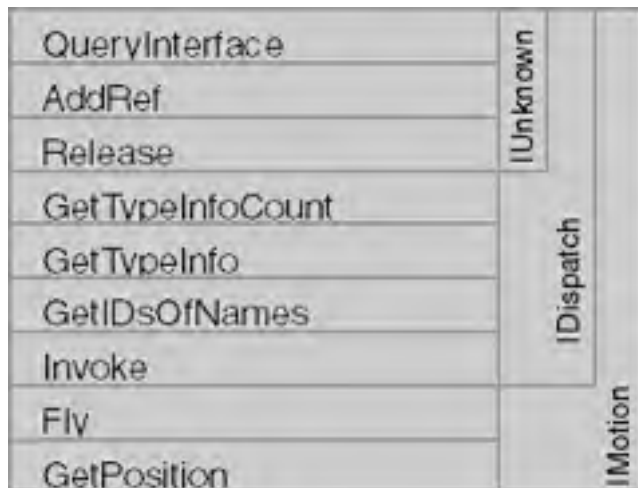 QueryInterface
AddRef
Release
GetTypeInfoCount
GetTypeInfo
GetIDsOfNames
Invoke
Fly
GetPosition
IUnknown
IDispatch
IMotion